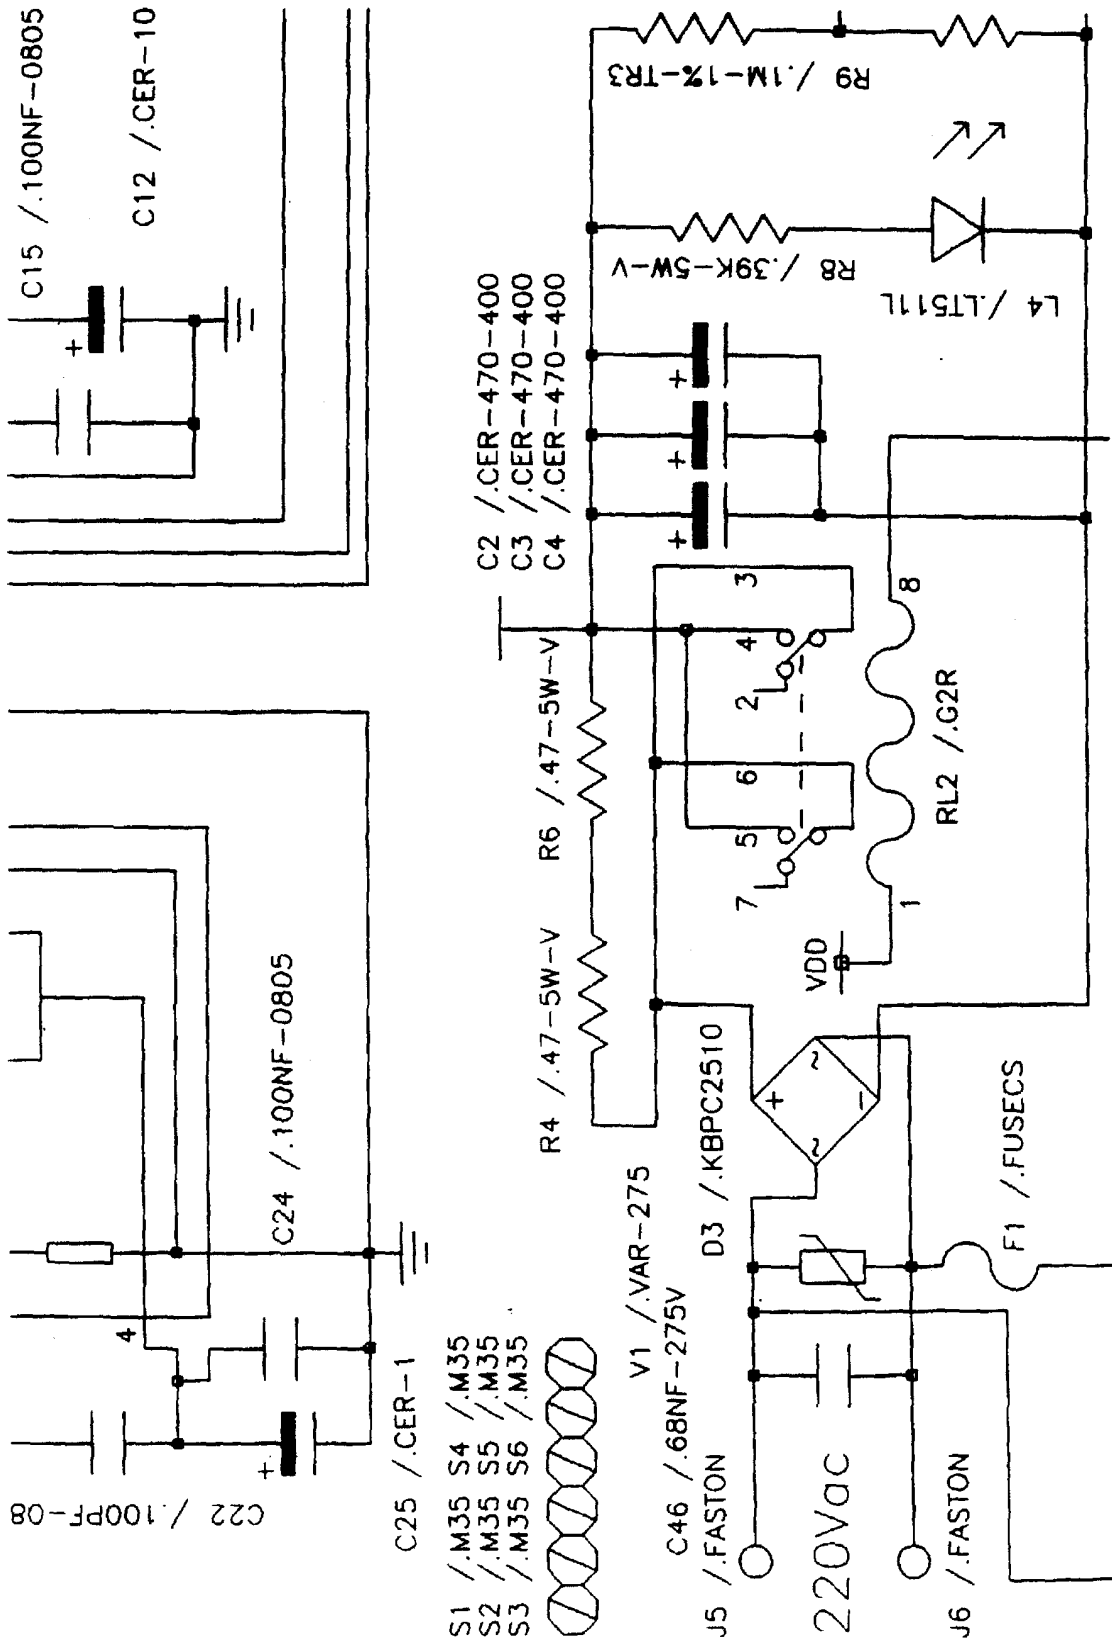 C15 /.100NF-0805
C12 /.CER-10
+
R9 /.1M-1%-TR3
R8 /.39K-5W-V
L4 /.LT511L
C2 /.CER-470-400
C3 /.CER-470-400
C4 /.CER-470-400
+
+
+
3
4
2
6
5
7
8
1
RL2 /.G2R
VDD
R6 /.47-5W-V
R4 /.47-5W-V
C24 /.100NF-0805
4
+
C22 /.100PF-08
C25 /.CER-1
S1 /.M35 S4 /.M35
S2 /.M35 S5 /.M35
S3 /.M35 S6 /.M35
V1 /.VAR-275
C46 /.68NF-275V
D3 /.KBPC2510
+
~
~
-
F1 /.FUSECS
J5 /.FASTON
220Vac
J6 /.FASTON